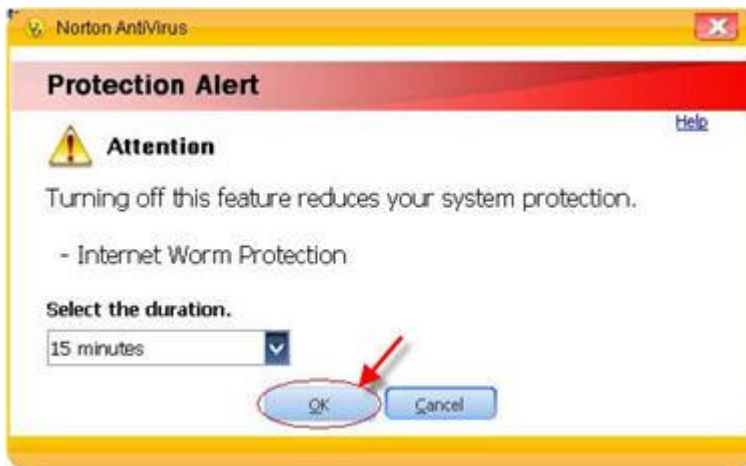 Norton AntiVirus
Protection Alert
Help
Attention
Turning off this feature reduces your system protection.
- Internet Worm Protection
Select the duration.
15 minutes
OK Cancel